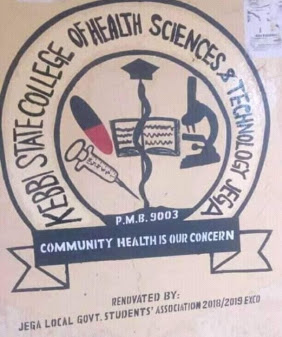 KEBBI STATE COLLEGE OF HEALTH SCIENCES & TECHNOLOGY JEGA
P.M.B. 9003
COMMUNITY HEALTH IS OUR CONCERN
RENOVATED BY:
JEGA LOCAL GOVT. STUDENTS' ASSOCIATION 2018/2019 EXCO